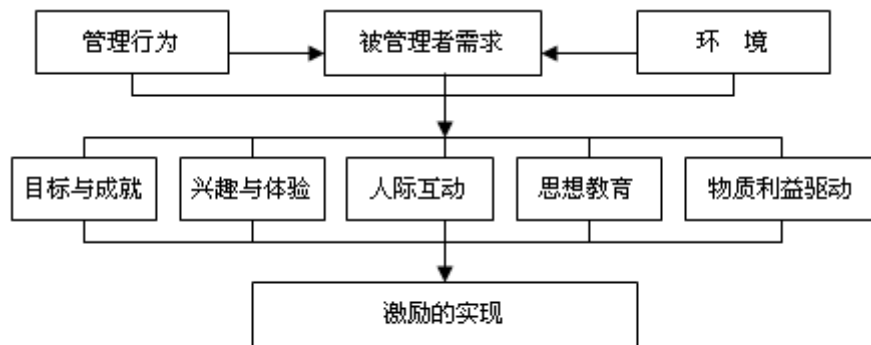 管理行为
被管理者需求
环 境
目标与成就
兴趣与体验
人际互动
思想教育
物质利益驱动
激励的实现